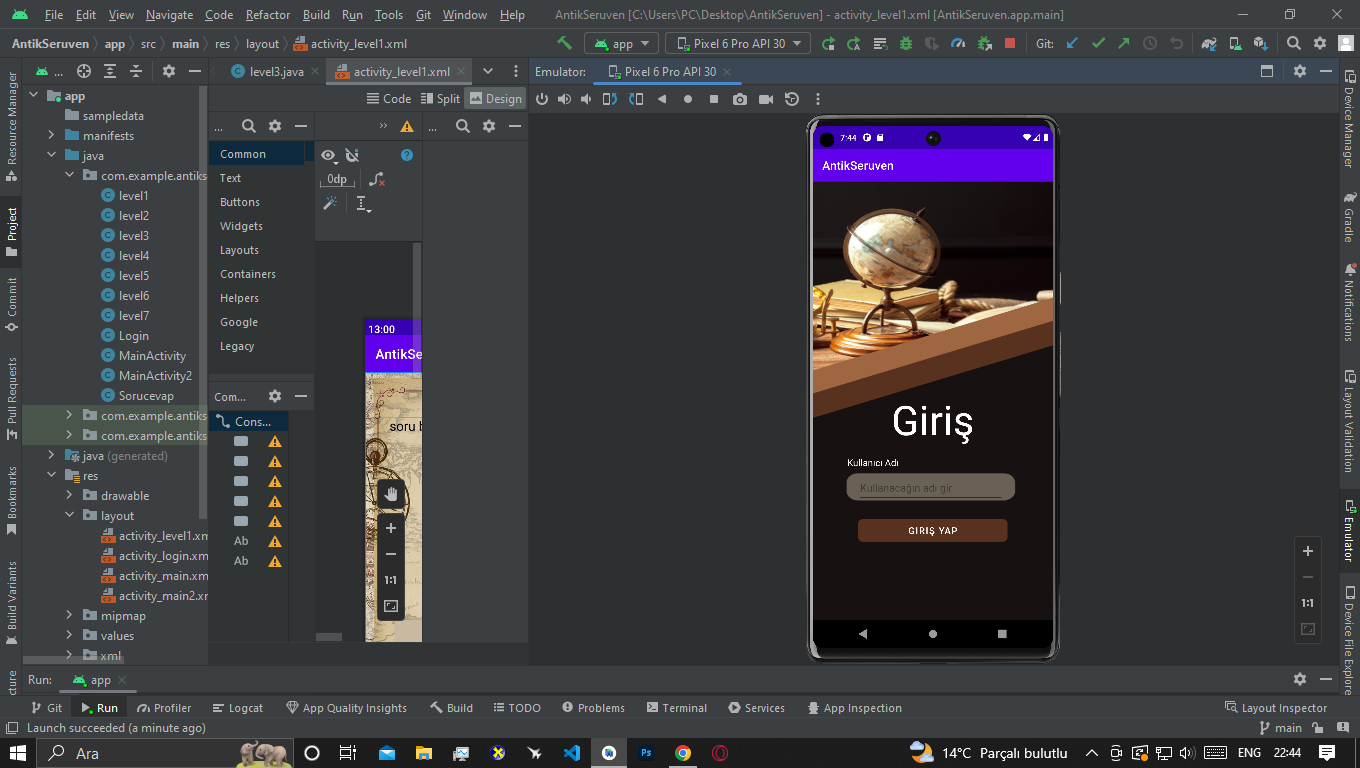 File Edit View Navigate Code Refactor Build Run Tools Git Window Help AntikSeruven [C:\Users\PC\Desktop\AntikSeruven] - activity_level1.xml [AntikSeruven.app.main]
AntikSeruven app src main res layout activity_level1.xml app Pixel 6 Pro API 30 Git:
... level3.java activity_level1.xml Emulator: Pixel 6 Pro API 30
Code Split Design
Resource Manager
Project
Commit
Pull Requests
Bookmarks
Build Variants
cture
app
sampledata
manifests
java
com.example.antiks
level1
level2
level3
level4
level5
level6
level7
Login
MainActivity
MainActivity2
Sorucevap
com.example.antiks
com.example.antiks
java (generated)
res
drawable
layout
activity_level1.xm
activity_login.xm
activity_main.xm
activity_main2.xr
mipmap
values
xml
...
Common
Text
Buttons
Widgets
Layouts
Containers
Helpers
Google
Legacy
Com...
Cons...
Ab
Ab
»
...
0dp
13:00
AntikSe
soru b
1:1
7:44
AntikSeruven
Giriş
Kullanıcı Adı
Kullanacağın adı gir
GIRIŞ YAP
1:1
Device Manager
Gradle
Notifications
Layout Validation
Emulator
Device File Explore
Run: app
Git Run Profiler Logcat App Quality Insights Build TODO Problems Terminal Services App Inspection Layout Inspector
Launch succeeded (a minute ago) main
Ara Ps 14°C Parçalı bulutlu ENG 22:44